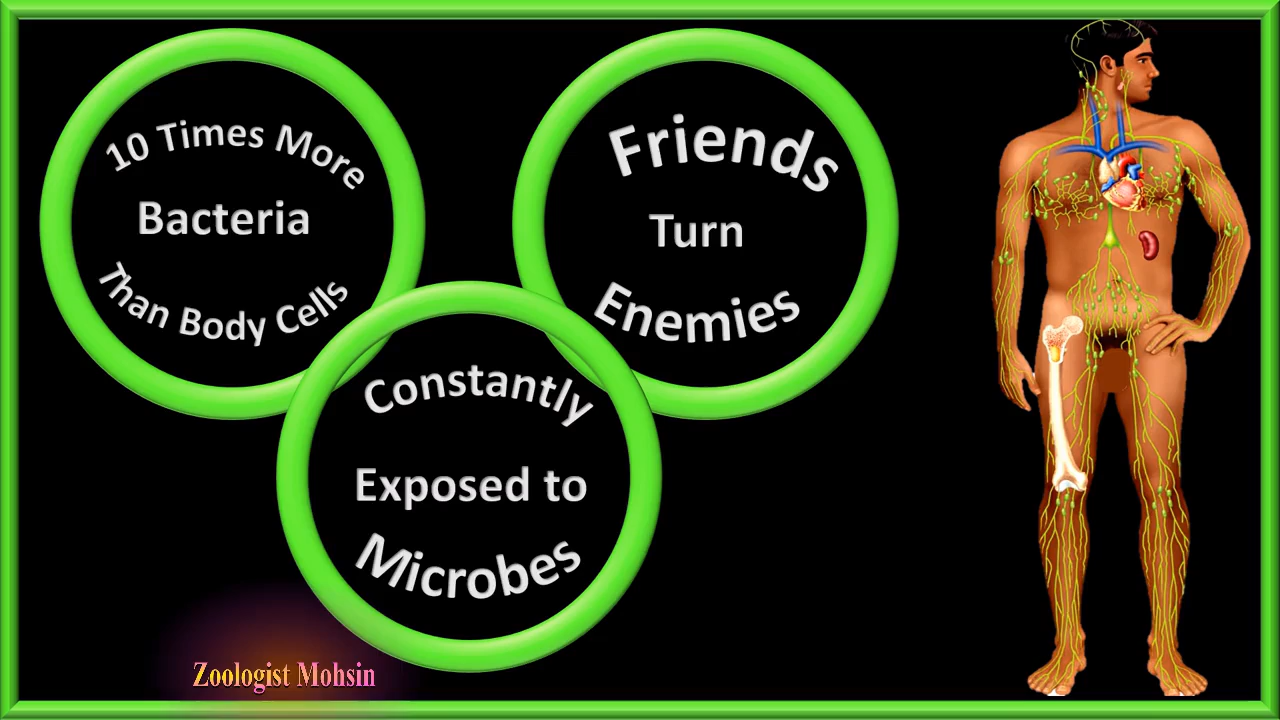 10 Times More
Bacteria
Than Body Cells
Friends
Turn
Enemies
Constantly
Exposed to
Microbes
Zoologist Mohsin